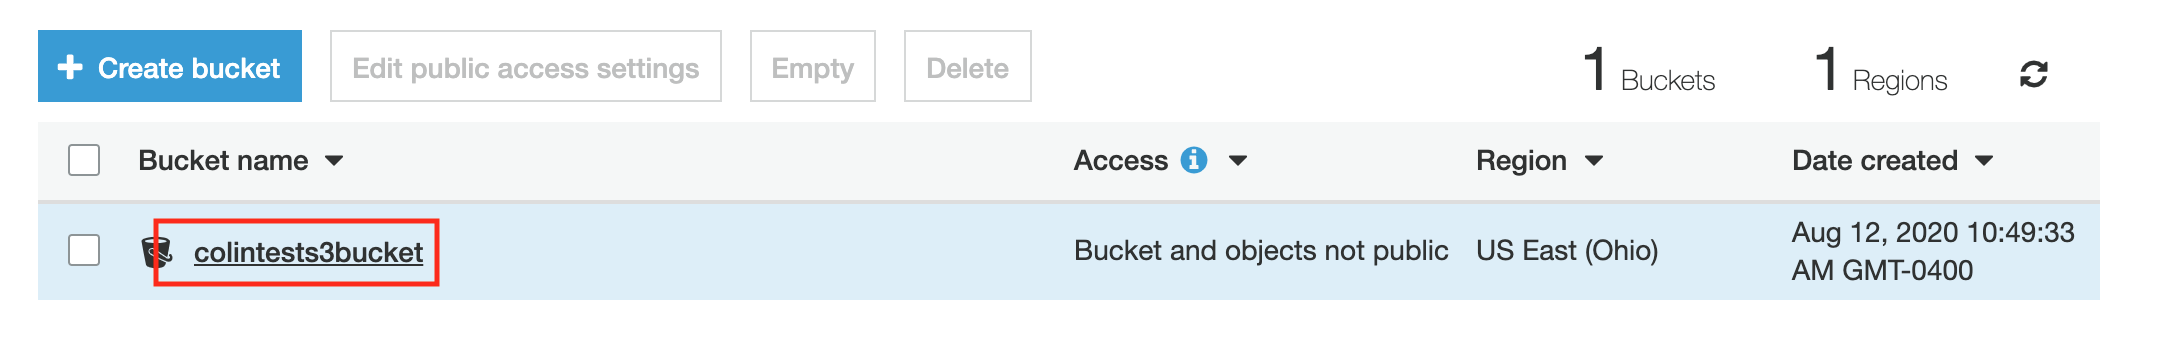 Create bucket Edit public access settings Empty Delete 1 Buckets 1 Regions
Bucket name Access Region Date created
colintests3bucket Bucket and objects not public US East (Ohio) Aug 12, 2020 10:49:33
AM GMT-0400